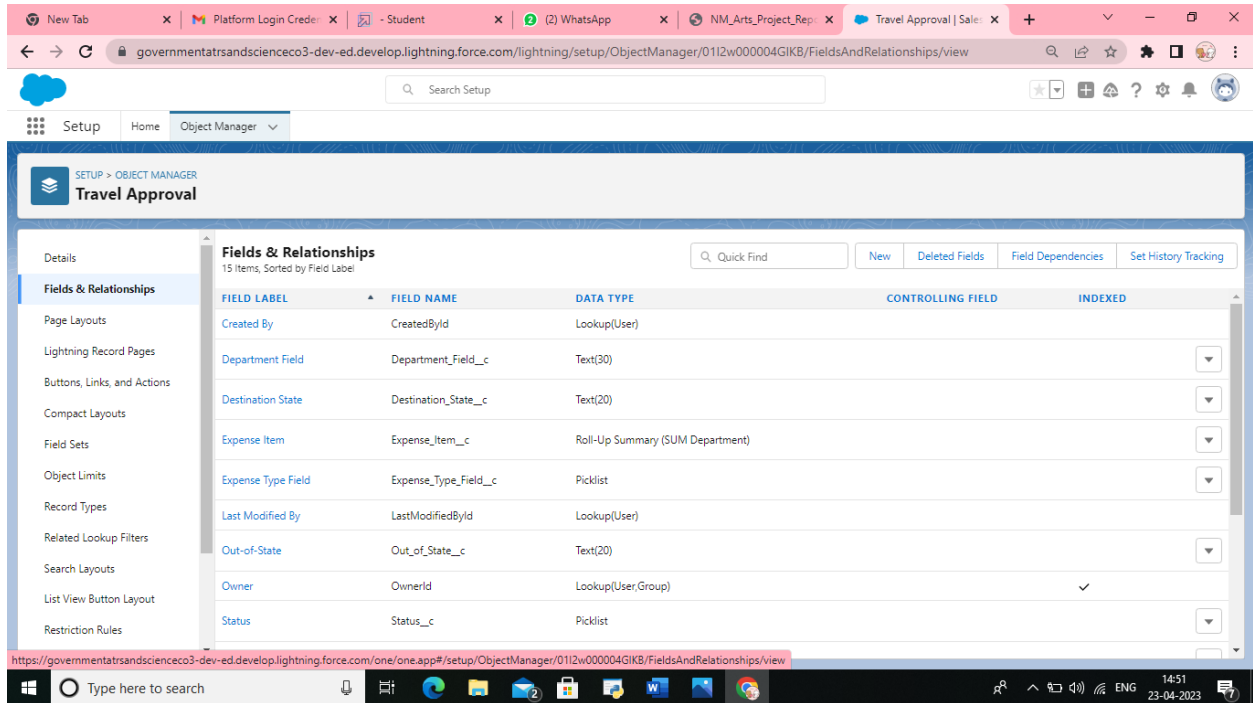 New Tab
Platform Login Creden
- Student
(2) WhatsApp
NM_Arts_Project_Repo
Travel Approval | Sales
governmentatrsandscienceco3-dev-ed.develop.lightning.force.com/lightning/setup/ObjectManager/01I2w000004GIKB/FieldsAndRelationships/view
Search Setup
Setup
Home
Object Manager
SETUP > OBJECT MANAGER
Travel Approval
Details
Fields & Relationships
Page Layouts
Lightning Record Pages
Buttons, Links, and Actions
Compact Layouts
Field Sets
Object Limits
Record Types
Related Lookup Filters
Search Layouts
List View Button Layout
Restriction Rules
Fields & Relationships
15 Items, Sorted by Field Label
Quick Find
New
Deleted Fields
Field Dependencies
Set History Tracking
FIELD LABEL FIELD NAME DATA TYPE CONTROLLING FIELD INDEXED
Created By CreatedById Lookup(User)
Department Field Department_Field__c Text(30)
Destination State Destination_State__c Text(20)
Expense Item Expense_Item__c Roll-Up Summary (SUM Department)
Expense Type Field Expense_Type_Field__c Picklist
Last Modified By LastModifiedById Lookup(User)
Out-of-State Out_of_State__c Text(20)
Owner OwnerId Lookup(User,Group)
Status Status__c Picklist
https://governmentatrsandscienceco3-dev-ed.develop.lightning.force.com/one/one.app#/setup/ObjectManager/01I2w000004GIKB/FieldsAndRelationships/view
Type here to search
ENG
14:51
23-04-2023